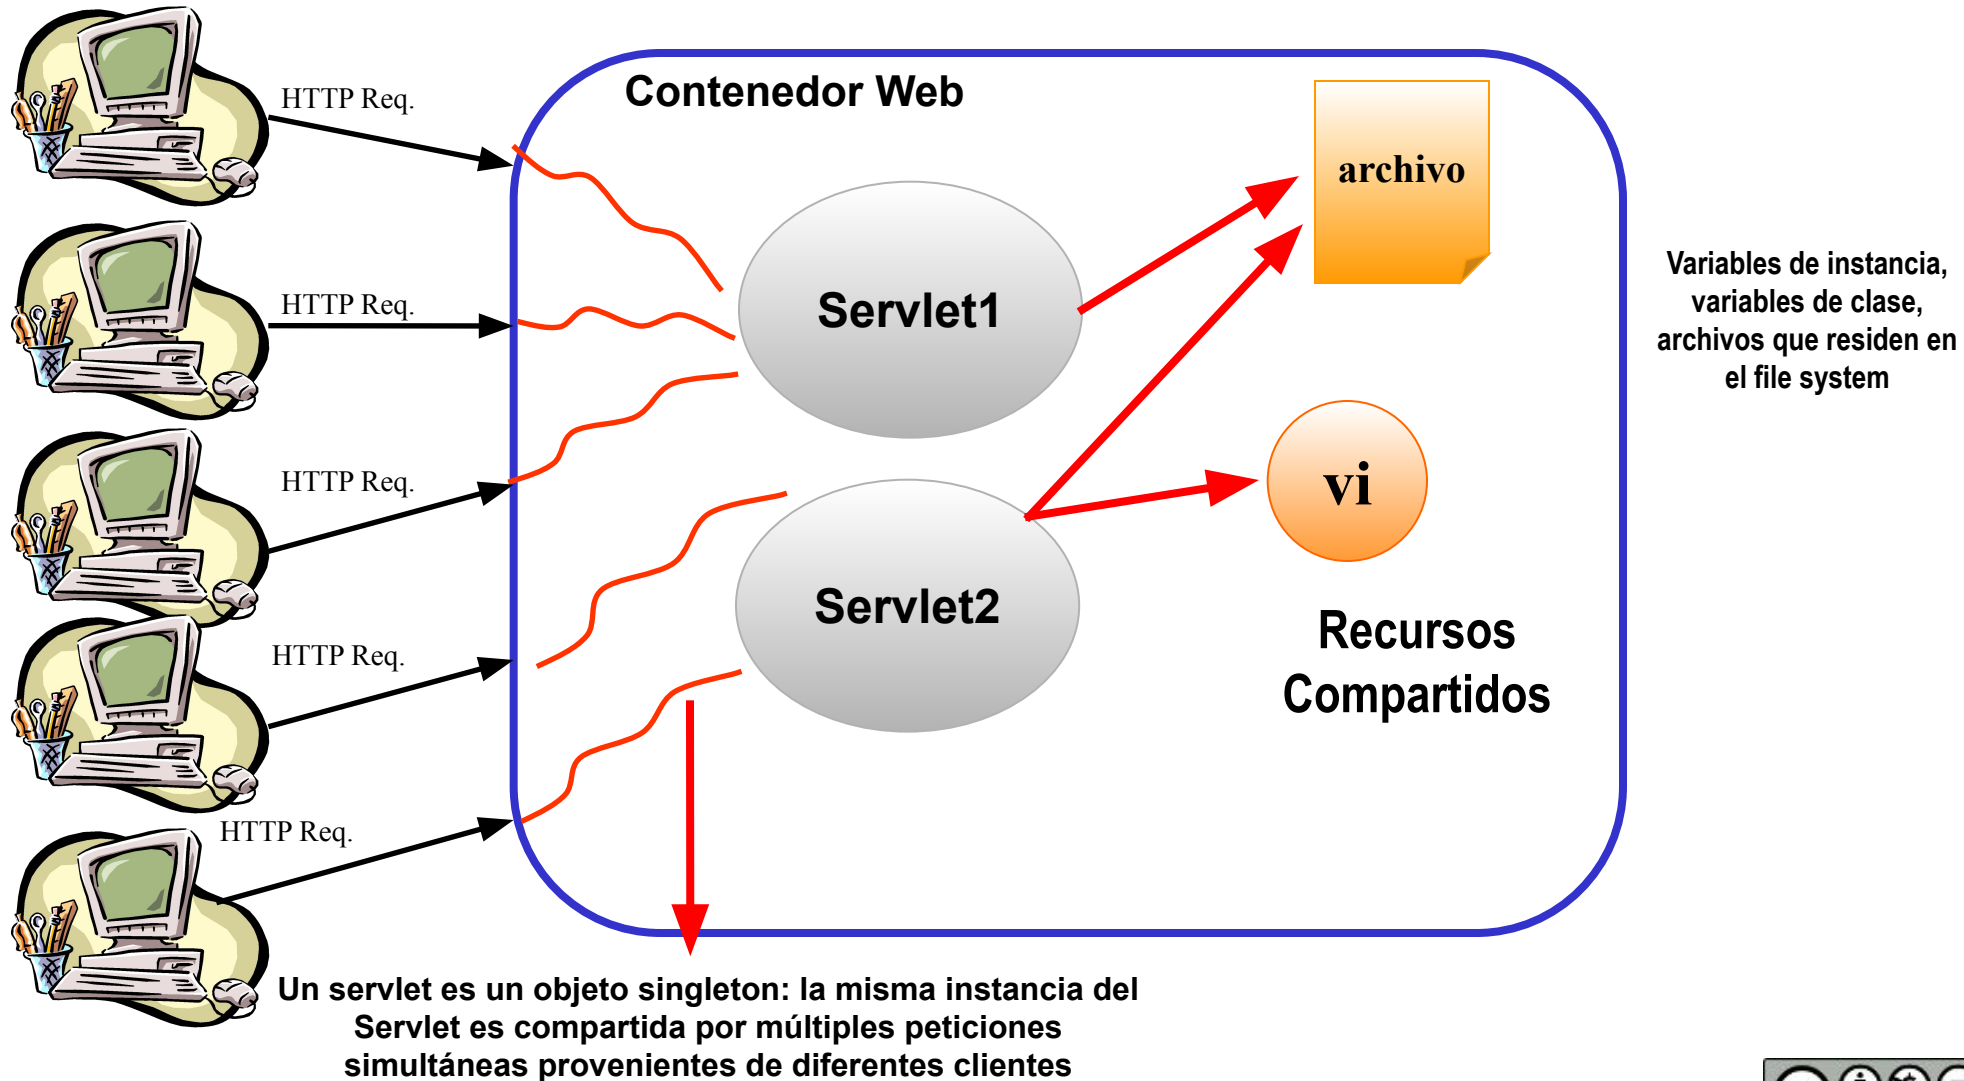 HTTP Req.
Contenedor Web
archivo
HTTP Req.
Servlet1
Variables de instancia,
variables de clase,
archivos que residen en
el file system
HTTP Req.
vi
Servlet2
HTTP Req.
Recursos
Compartidos
HTTP Req.
Un servlet es un objeto singleton: la misma instancia del
Servlet es compartida por múltiples peticiones
simultáneas provenientes de diferentes clientes